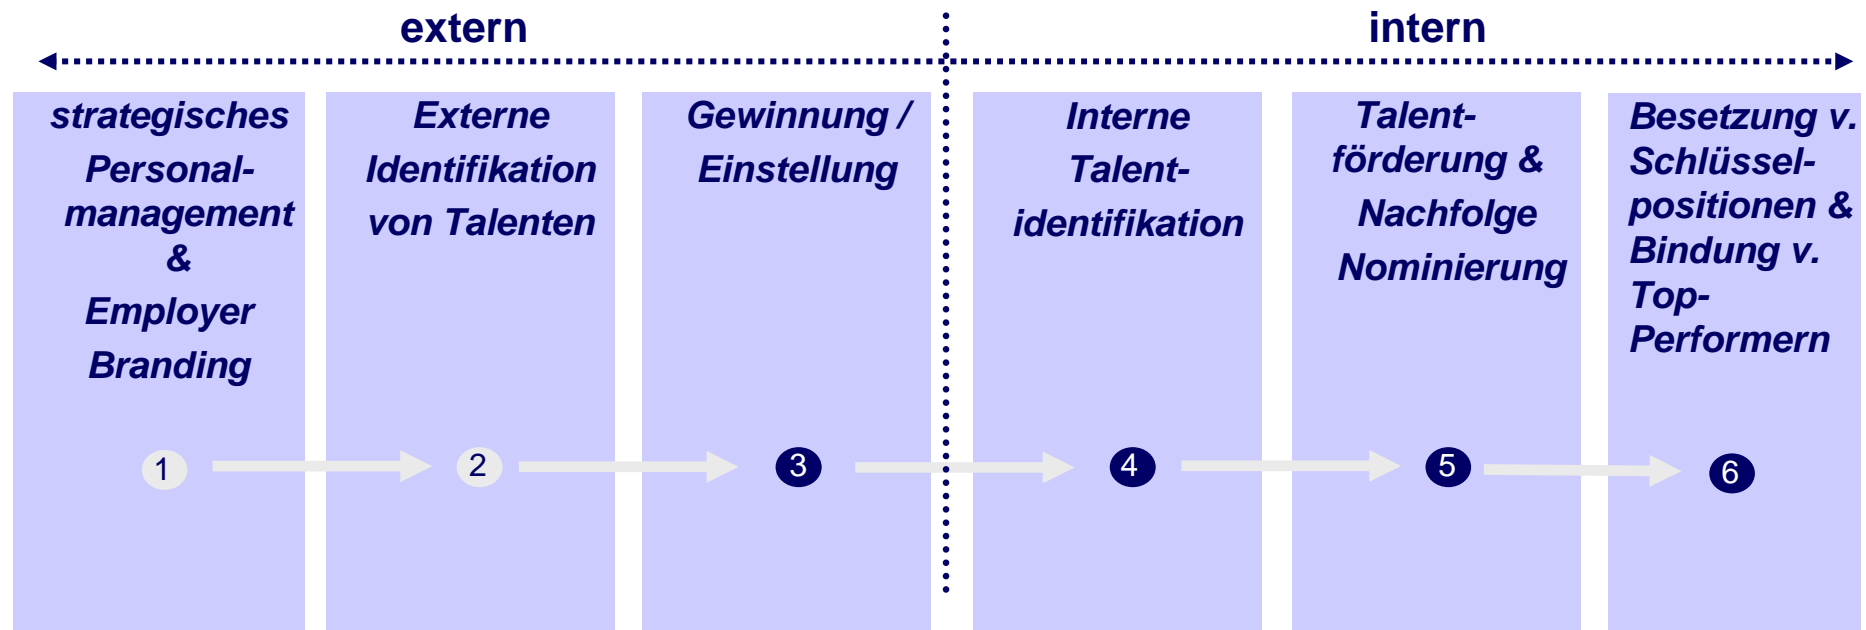 extern
intern
strategisches
Personal-
management
&
Employer
Branding
Externe
Identifikation
von Talenten
Gewinnung /
Einstellung
Interne
Talent-
identifikation
Talent-
förderung &
Nachfolge
Nominierung
Besetzung v.
Schlüssel-
positionen &
Bindung v.
Top-
Performern
1
2
3
4
5
6